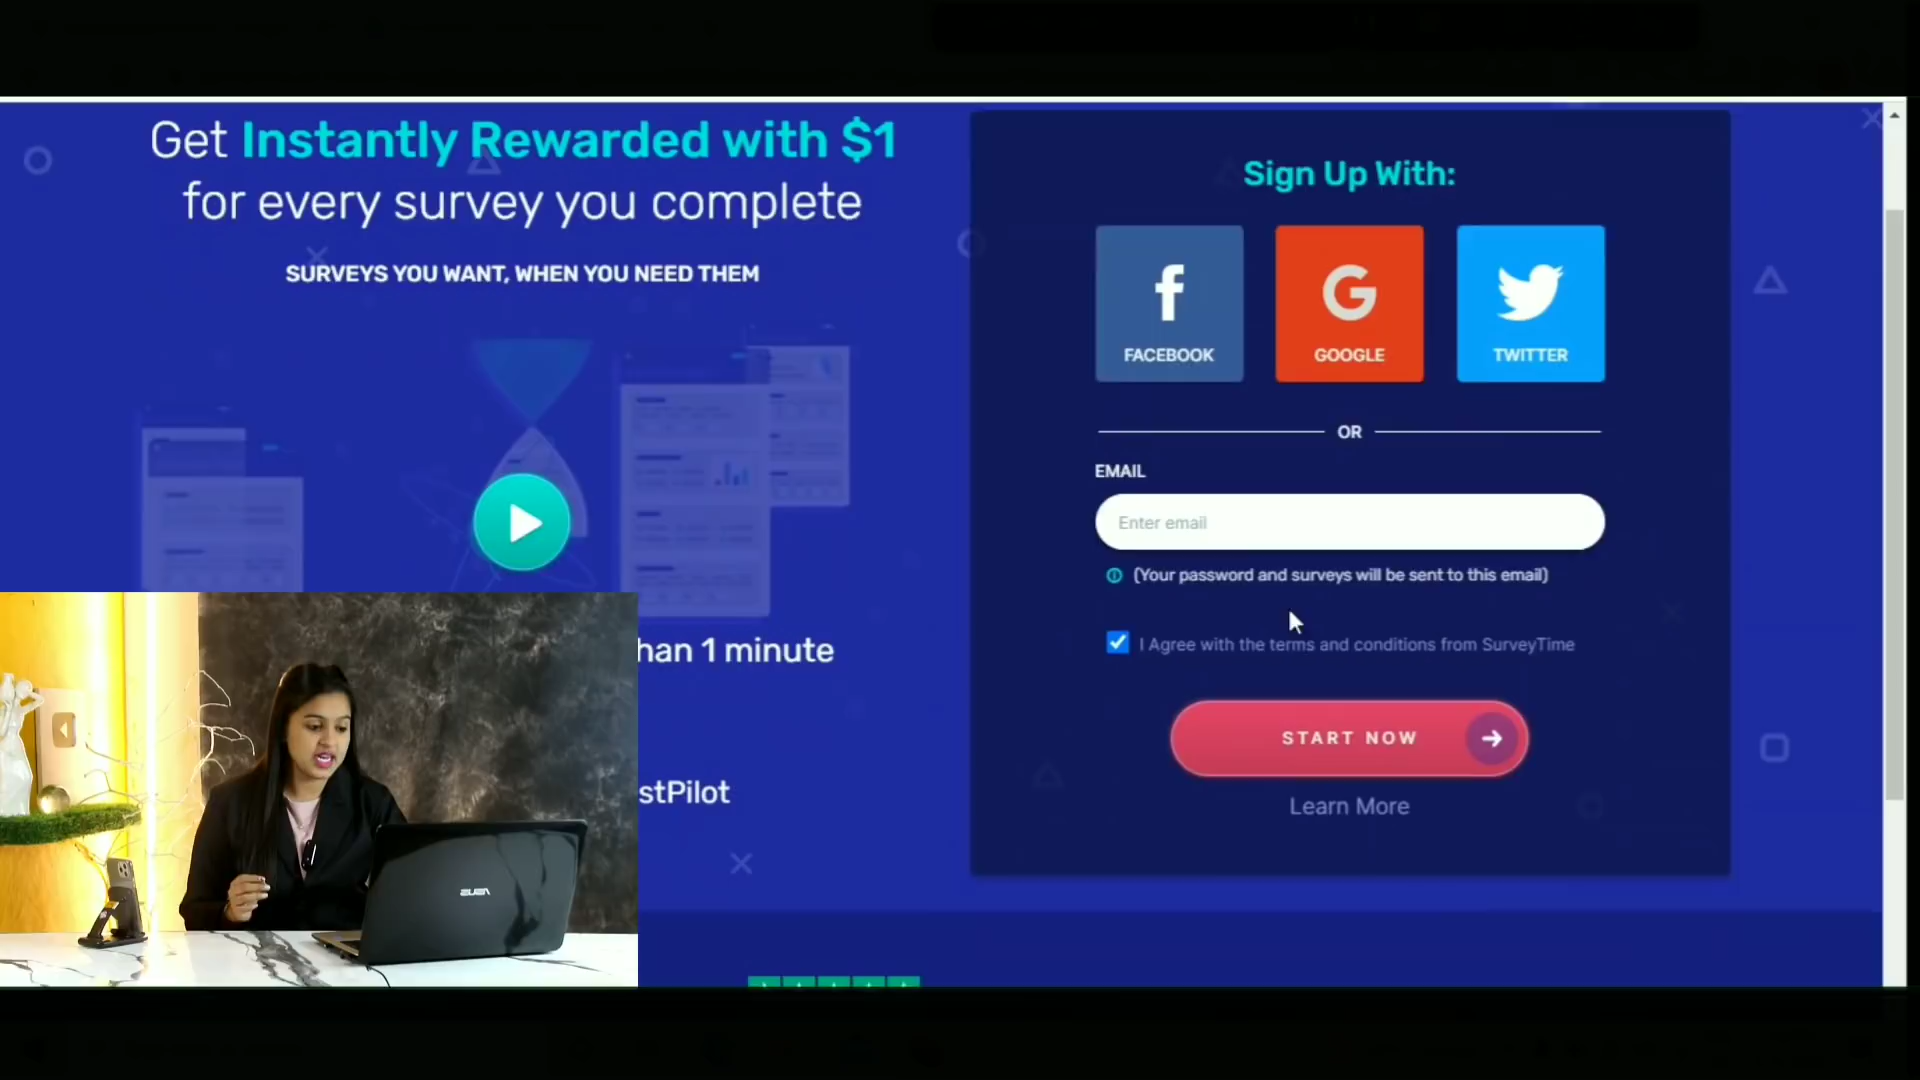 Get Instantly Rewarded with $1
for every survey you complete
SURVEYS YOU WANT, WHEN YOU NEED THEM
han 1 minute
stPilot
Sign Up With:
FACEBOOK
GOOGLE
TWITTER
OR
EMAIL
Enter email
(Your password and surveys will be sent to this email)
I Agree with the terms and conditions from SurveyTime
START NOW
Learn More
ASUS